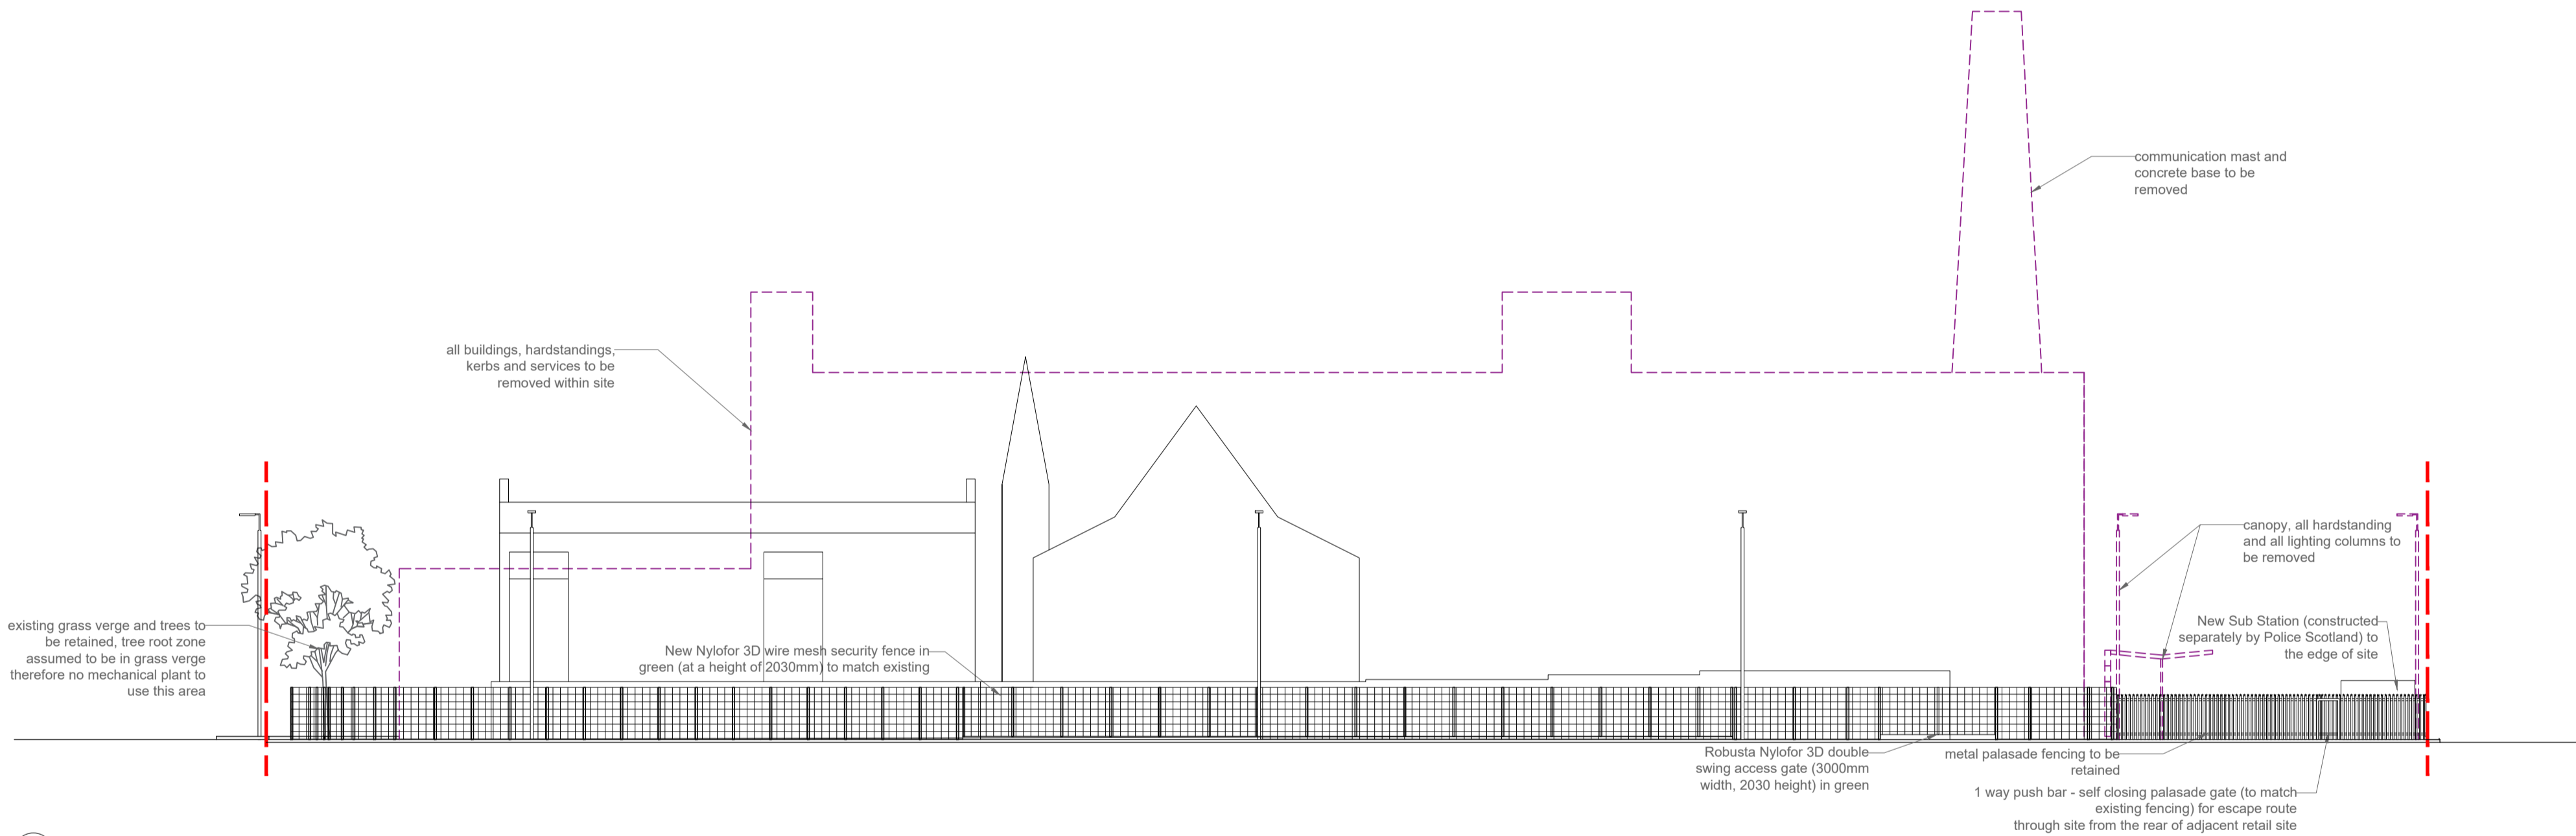 communication mast and
concrete base to be
removed
all buildings, hardstandings,
kerbs and services to be
removed within site
canopy, all hardstanding
and all lighting columns to
be removed
existing grass verge and trees to
be retained, tree root zone
assumed to be in grass verge
therefore no mechanical plant to
use this area
New Nylofor 3D wire mesh security fence in
green (at a height of 2030mm) to match existing
New Sub Station (constructed
separately by Police Scotland) to
the edge of site
Robusta Nylofor 3D double
swing access gate (3000mm
width, 2030 height) in green
metal palasade fencing to be
retained
1 way push bar - self closing palasade gate (to match
existing fencing) for escape route
through site from the rear of adjacent retail site